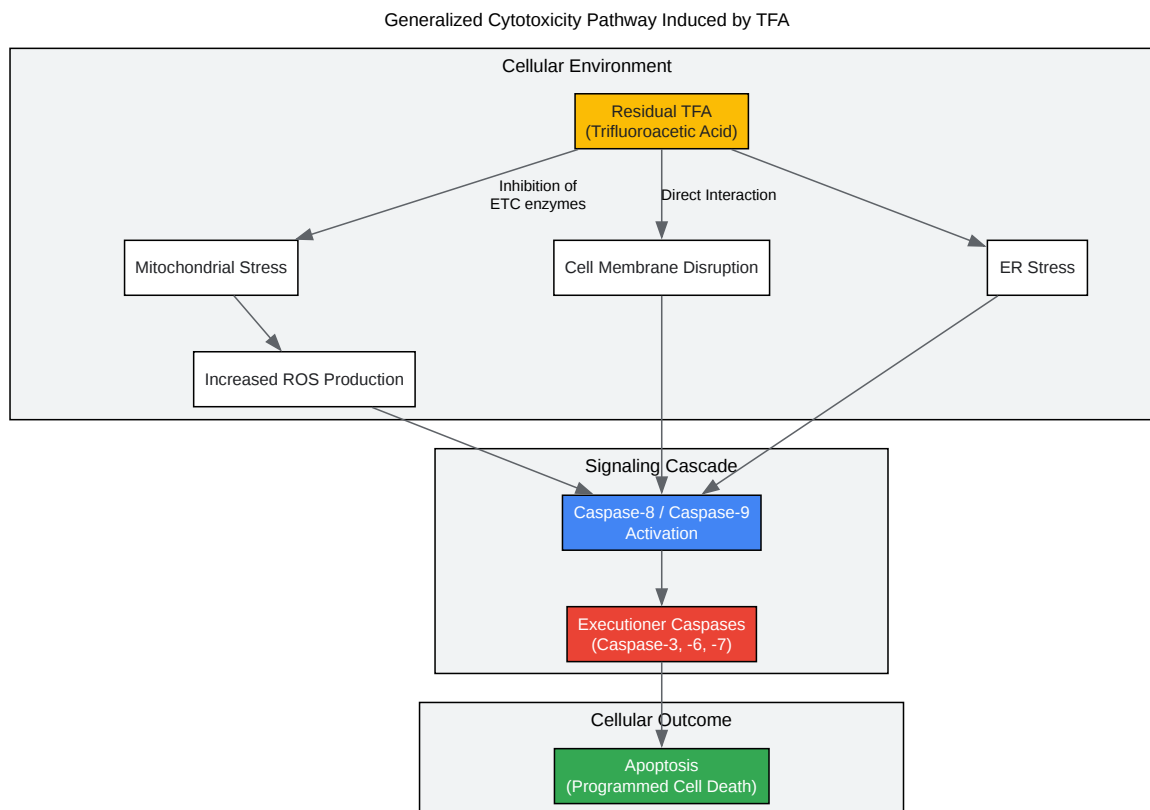 Generalized Cytotoxicity Pathway Induced by TFA
Cellular Environment
Residual TFA
(Trifluoroacetic Acid)
Inhibition of
ETC enzymes
Direct Interaction
Mitochondrial Stress
Cell Membrane Disruption
ER Stress
Increased ROS Production
Signaling Cascade
Caspase-8 / Caspase-9
Activation
Executioner Caspases
(Caspase-3, -6, -7)
Cellular Outcome
Apoptosis
(Programmed Cell Death)